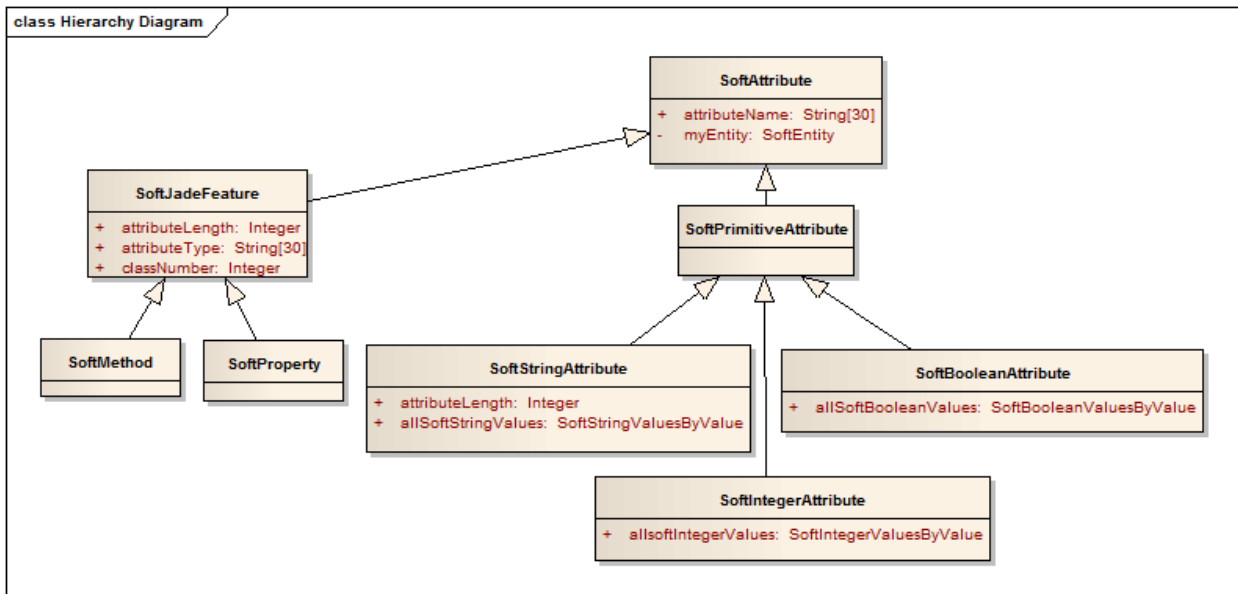 class Hierarchy Diagram
SoftAttribute
+ attributeName: String[30]
- myEntity: SoftEntity
SoftJadeFeature
+ attributeLength: Integer
+ attributeType: String[30]
+ classNumber: Integer
SoftPrimitiveAttribute
SoftMethod
SoftProperty
SoftStringAttribute
+ attributeLength: Integer
+ allSoftStringValues: SoftStringValuesByValue
SoftBooleanAttribute
+ allSoftBooleanValues: SoftBooleanValuesByValue
SoftIntegerAttribute
+ allsoftIntegerValues: SoftIntegerValuesByValue